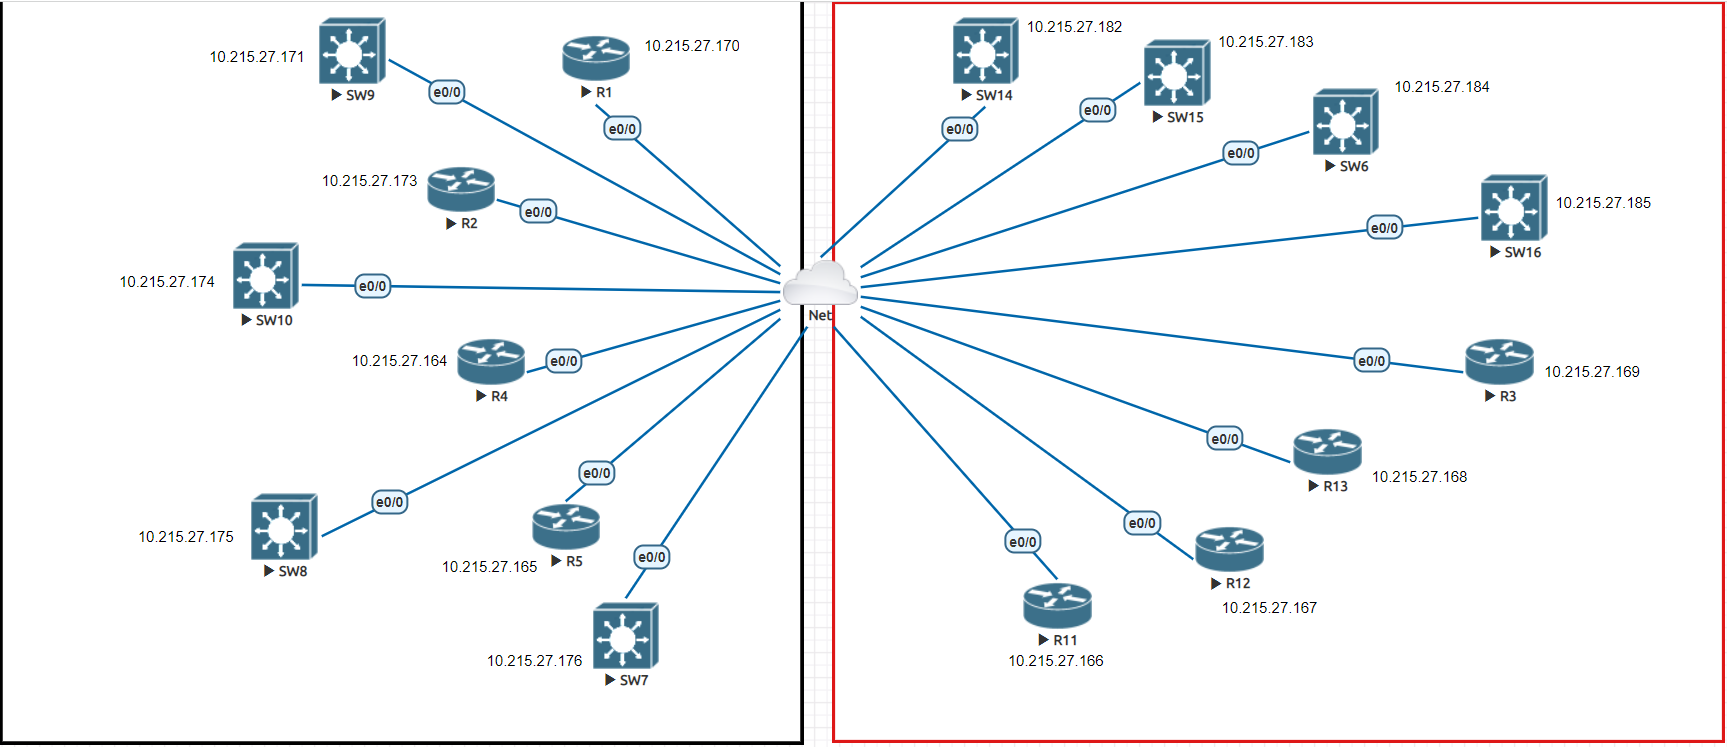 10.215.27.171
SW9
e0/0
10.215.27.170
R1
e0/0
10.215.27.173
R2
e0/0
10.215.27.174
SW10
e0/0
10.215.27.164
R4
e0/0
10.215.27.175
SW8
e0/0
10.215.27.165
R5
e0/0
10.215.27.176
SW7
e0/0
Net
10.215.27.182
SW14
e0/0
10.215.27.183
SW15
e0/0
10.215.27.184
SW6
e0/0
10.215.27.185
SW16
e0/0
10.215.27.169
R3
e0/0
10.215.27.168
R13
e0/0
10.215.27.167
R12
e0/0
10.215.27.166
R11
e0/0